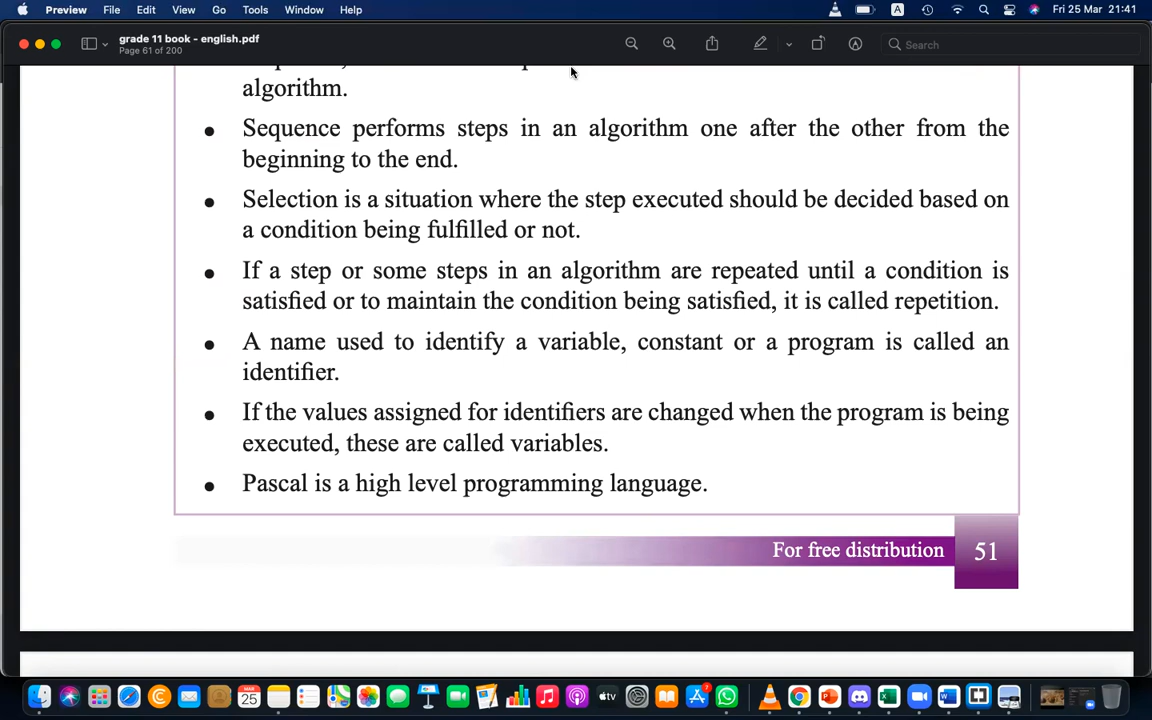 Preview File Edit View Go Tools Window Help A Fri 25 Mar 21:41
grade 11 book - english.pdf
Page 61 of 200
Search
algorithm.
● Sequence performs steps in an algorithm one after the other from the
beginning to the end.
● Selection is a situation where the step executed should be decided based on
a condition being fulfilled or not.
● If a step or some steps in an algorithm are repeated until a condition is
satisfied or to maintain the condition being satisfied, it is called repetition.
● A name used to identify a variable, constant or a program is called an
identifier.
● If the values assigned for identifiers are changed when the program is being
executed, these are called variables.
● Pascal is a high level programming language.
For free distribution 51
25 tv